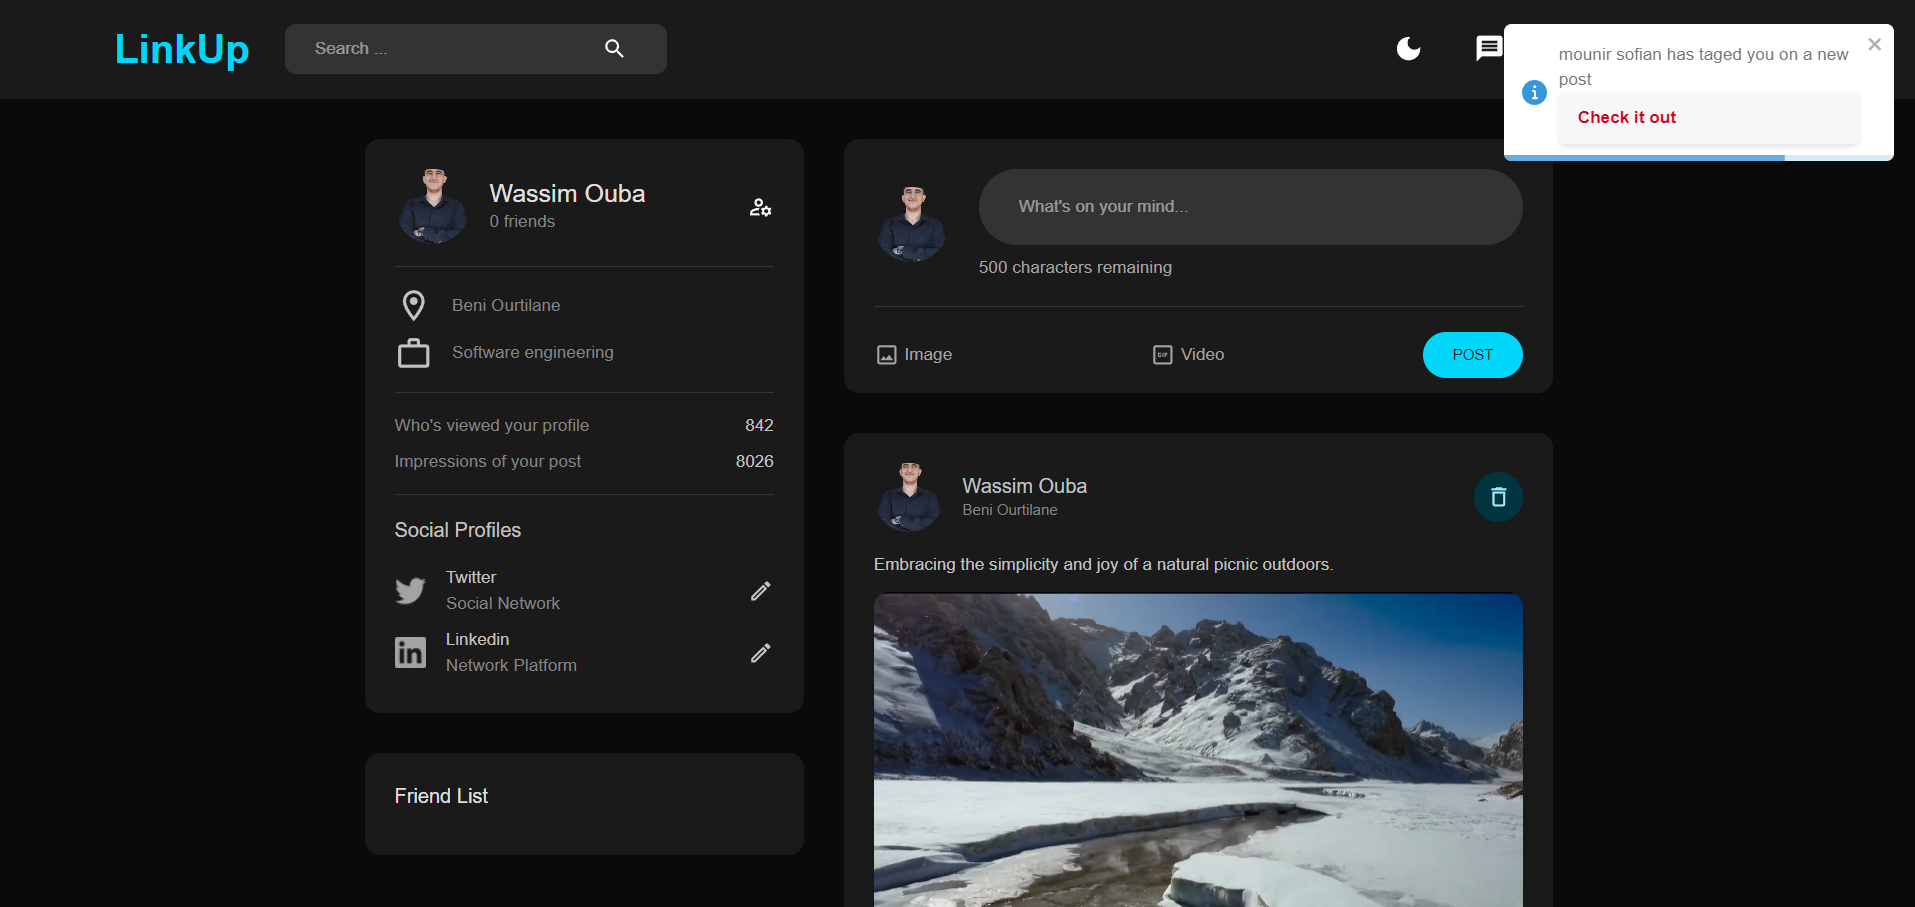 LinkUp
Search ...
mounir sofian has taged you on a new
post
Check it out
Wassim Ouba
0 friends
Beni Ourtilane
Software engineering
Who's viewed your profile 842
Impressions of your post 8026
Social Profiles
Twitter
Social Network
Linkedin
Network Platform
Friend List
What's on your mind...
500 characters remaining
Image
GIF Video
POST
Wassim Ouba
Beni Ourtilane
Embracing the simplicity and joy of a natural picnic outdoors.